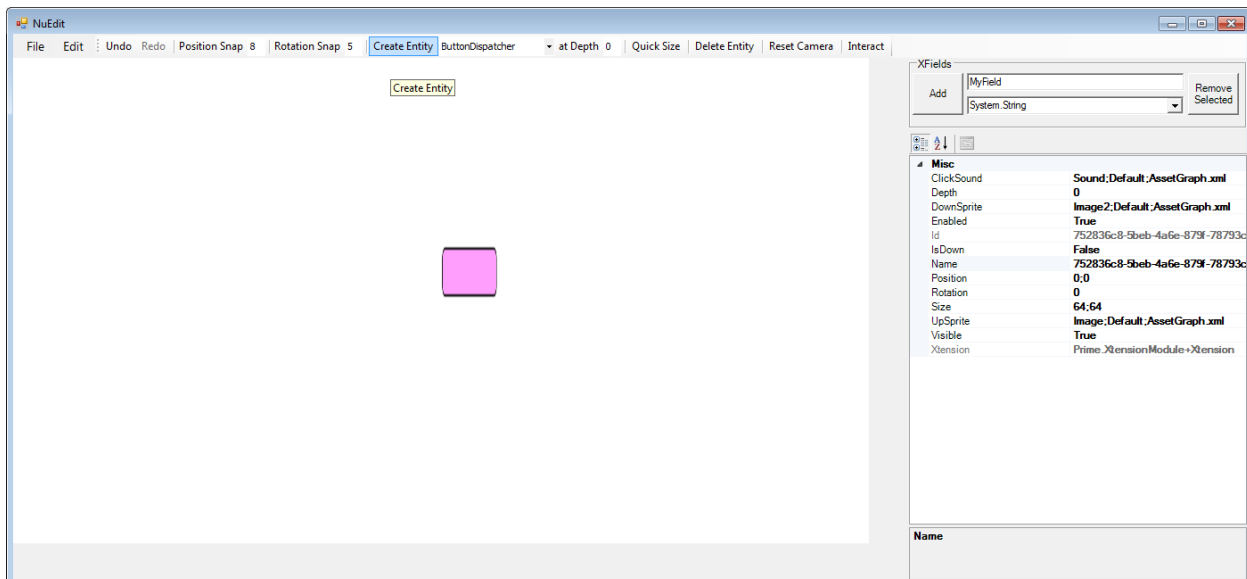 NuEdit
File Edit Undo Redo Position Snap 8 Rotation Snap 5 Create Entity ButtonDispatcher at Depth 0 Quick Size Delete Entity Reset Camera Interact
Create Entity
XFields
Add
MyField
System.String
Remove
Selected
Misc
ClickSound Sound;Default;AssetGraph.xml
Depth 0
DownSprite Image2;Default;AssetGraph.xml
Enabled True
Id 752836c8-5beb-4a6e-879f-78793c
IsDown False
Name 752836c8-5beb-4a6e-879f-78793c
Position 0;0
Rotation 0
Size 64;64
UpSprite Image;Default;AssetGraph.xml
Visible True
Xtension Prime.XtensionModule+Xtension
Name